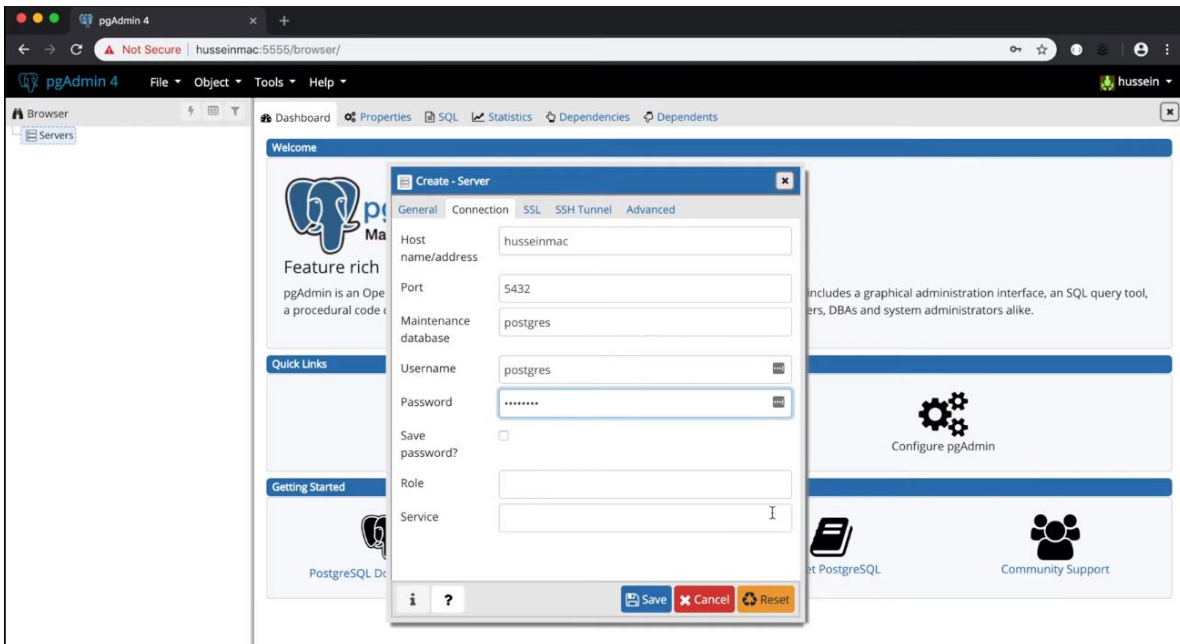 pgAdmin 4
Not Secure husseinmac:5555/browser/
pgAdmin 4 File Object Tools Help hussein
Browser
Servers
Dashboard Properties SQL Statistics Dependencies Dependents
Welcome
Feature rich
pgAdmin is an Ope
includes a graphical administration interface, an SQL query tool,
a procedural code
ers, DBAs and system administrators alike.
Quick Links
Configure pgAdmin
Getting Started
PostgreSQL Do
et PostgreSQL
Community Support
Create - Server
General Connection SSL SSH Tunnel Advanced
Host
name/address
husseinmac
Port
5432
Maintenance
database
postgres
Username
postgres
Password
••••••••
Save
password?
Role
Service
i ? Save Cancel Reset